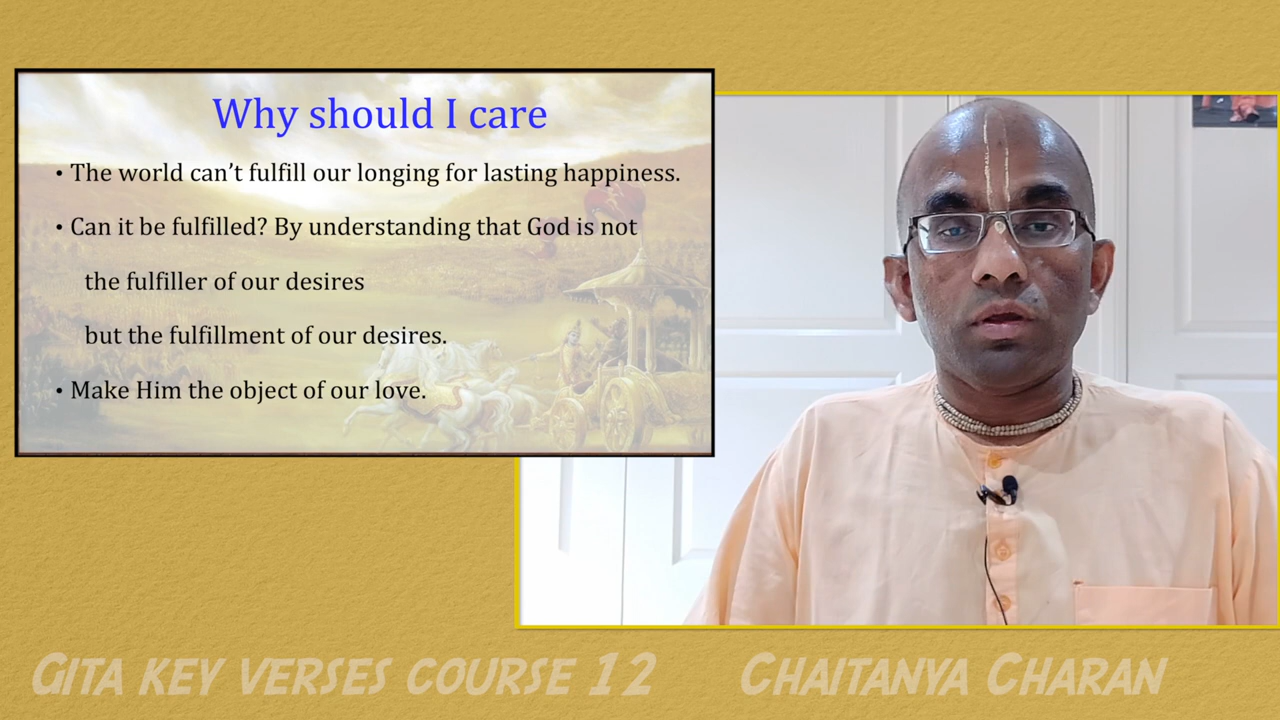 Why should I care
• The world can’t fulfill our longing for lasting happiness.
• Can it be fulfilled? By understanding that God is not
the fulfiller of our desires
but the fulfillment of our desires.
• Make Him the object of our love.
Gita key verses course 12
Chaitanya Charan